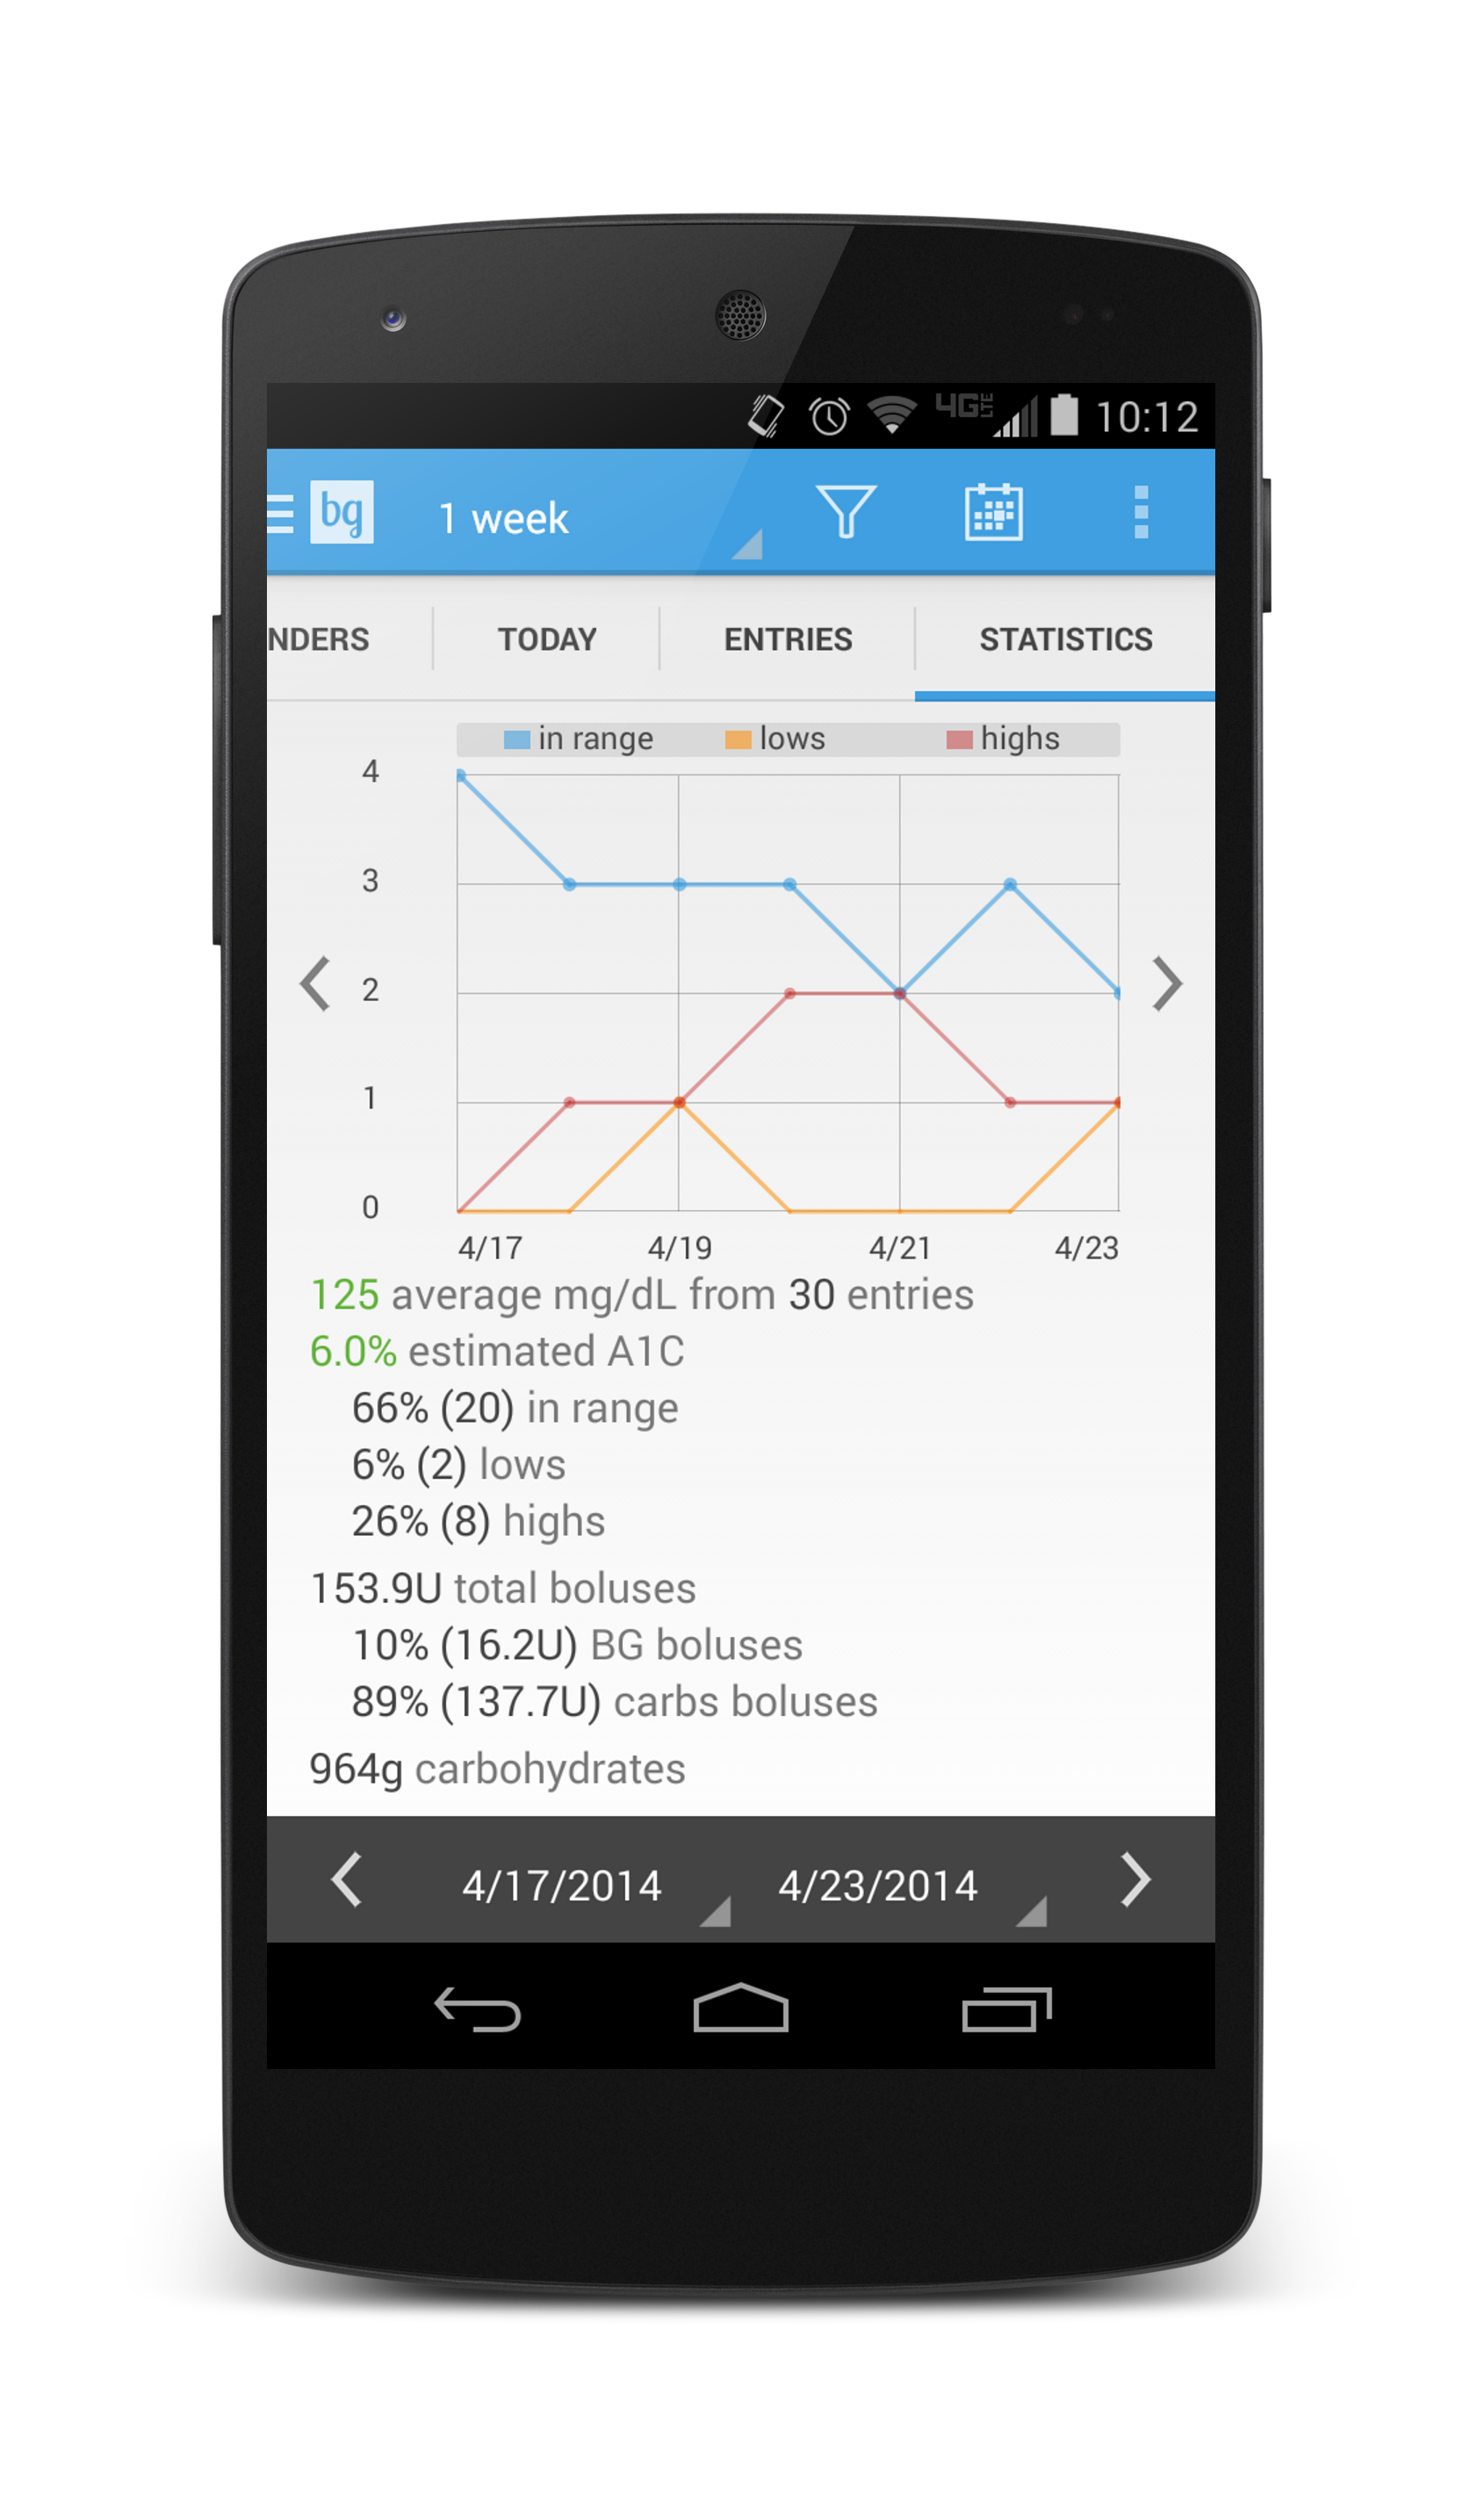 4G LTE 10:12
bg 1 week
NDERS TODAY ENTRIES STATISTICS
in range lows highs
4
3
2
1
0
4/17 4/19 4/21 4/23
125 average mg/dL from 30 entries
6.0% estimated A1C
66% (20) in range
6% (2) lows
26% (8) highs
153.9U total boluses
10% (16.2U) BG boluses
89% (137.7U) carbs boluses
964g carbohydrates
4/17/2014 4/23/2014